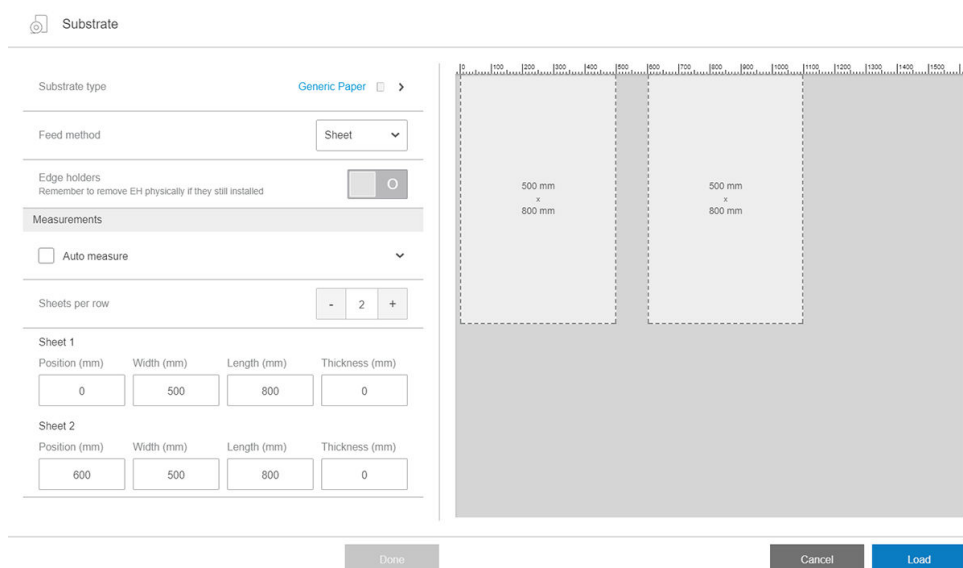 Substrate
Substrate type
Generic Paper
Feed method
Sheet
Edge holders
Remember to remove EH physically if they still installed
O
Measurements
Auto measure
Sheets per row
- 2 +
Sheet 1
Position (mm) Width (mm) Length (mm) Thickness (mm)
0 500 800 0
Sheet 2
Position (mm) Width (mm) Length (mm) Thickness (mm)
600 500 800 0
Done
0 100 200 300 400 500 600 700 800 900 1000 1100 1200 1300 1400 1500
500 mm
x
800 mm
500 mm
x
800 mm
Cancel
Load